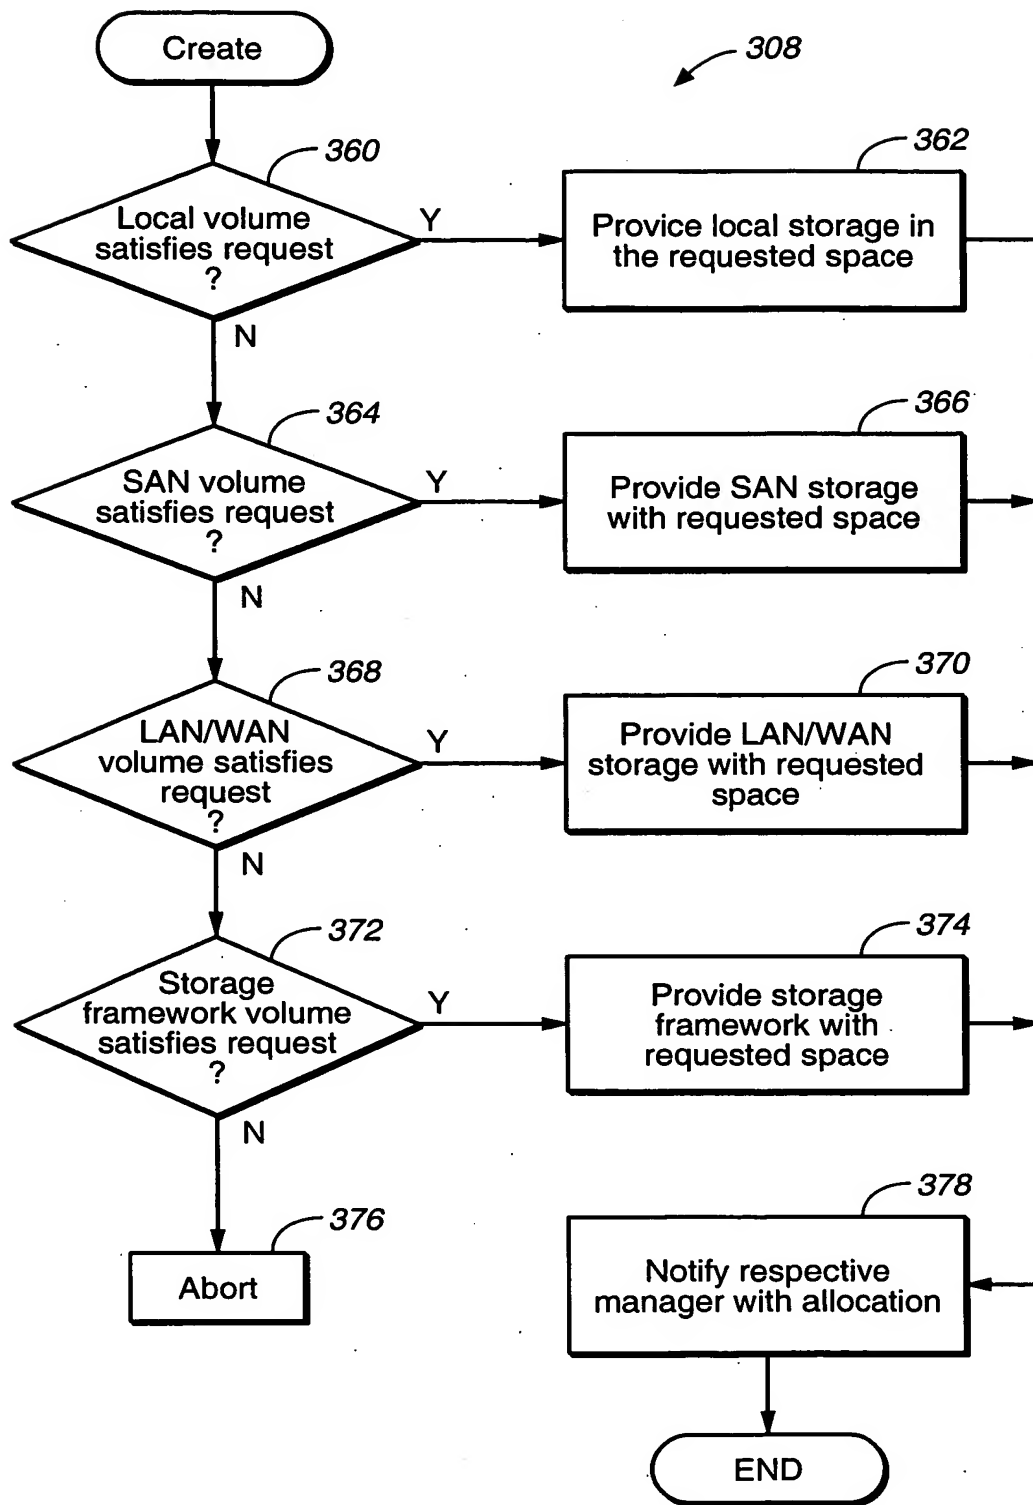 Create
308
360
Local volume
satisfies request
?
Y
N
362
Provice local storage in
the requested space
364
SAN volume
satisfies request
?
Y
N
366
Provide SAN storage
with requested space
368
LAN/WAN
volume satisfies
request
?
Y
N
370
Provide LAN/WAN
storage with requested
space
372
Storage
framework volume
satisfies request
?
Y
N
374
Provide storage
framework with
requested space
376
Abort
378
Notify respective
manager with allocation
END